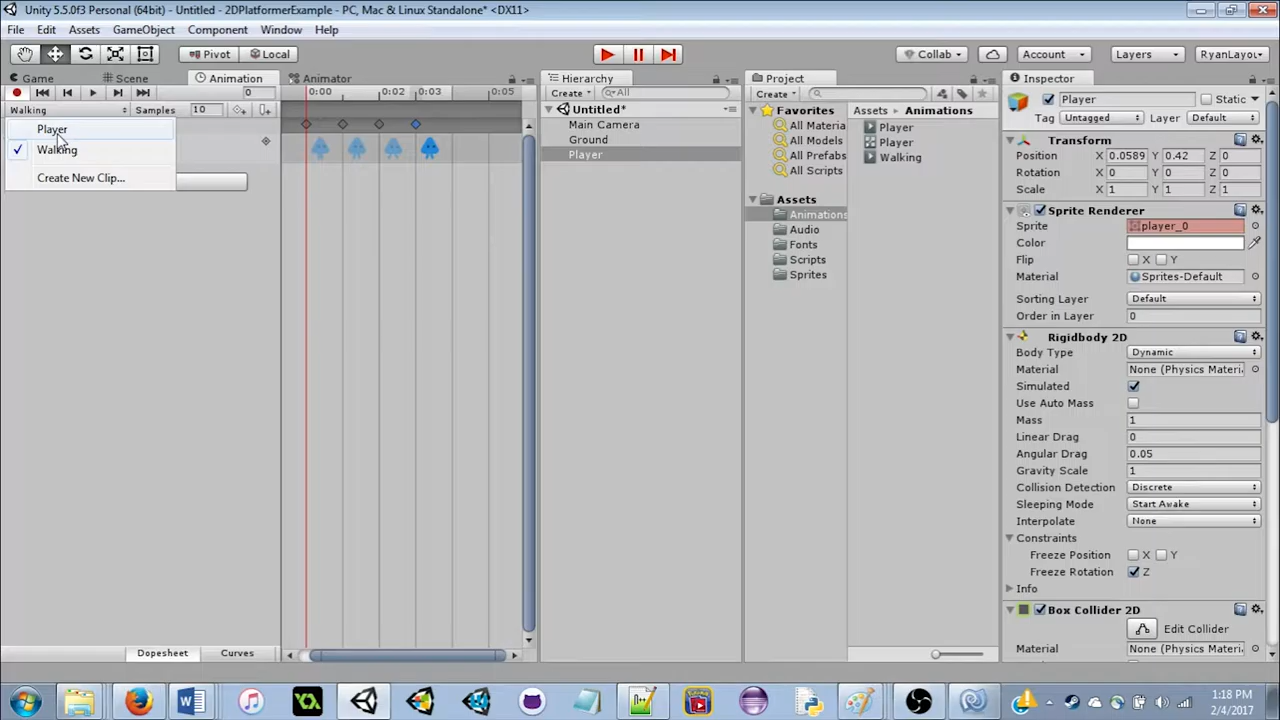 Unity 5.5.0f3 Personal (64bit) - Untitled - 2DPlatformerExample - PC, Mac & Linux Standalone* <DX11>
File Edit Assets GameObject Component Window Help
Pivot Local Collab Account Layers RyanLayou
Game Scene Animation Animator
0 0:00 0:02 0:03 0:05
Walking Samples 10
Player
Walking
Create New Clip...
Dopesheet Curves
Hierarchy
Create All
Untitled*
Main Camera
Ground
Player
Project
Create
Favorites
All Materia
All Models
All Prefabs
All Scripts
Assets
Animations
Audio
Fonts
Scripts
Sprites
Assets Animations
Player
Player
Walking
Inspector
Player Static
Tag Untagged Layer Default
Transform
Position X 0.0589 Y 0.42 Z 0
Rotation X 0 Y 0 Z 0
Scale X 1 Y 1 Z 1
Sprite Renderer
Sprite player_0
Color
Flip X Y
Material Sprites-Default
Sorting Layer Default
Order in Layer 0
Rigidbody 2D
Body Type Dynamic
Material None (Physics Materi
Simulated
Use Auto Mass
Mass 1
Linear Drag 0
Angular Drag 0.05
Gravity Scale 1
Collision Detection Discrete
Sleeping Mode Start Awake
Interpolate None
Constraints
Freeze Position X Y
Freeze Rotation Z
Info
Box Collider 2D
Edit Collider
Material None (Physics Materi
1:18 PM
2/4/2017